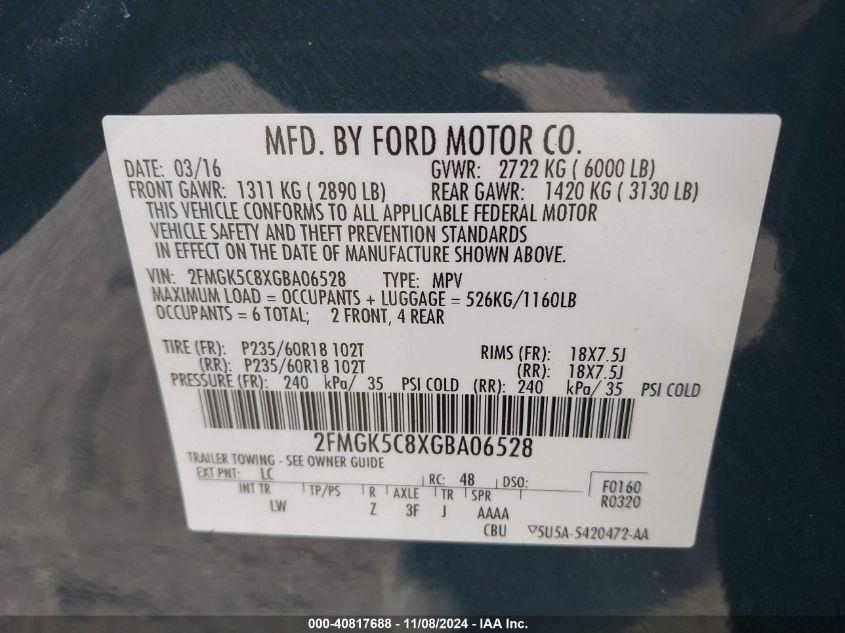 MFD. BY FORD MOTOR CO.
DATE: 03/16 GVWR: 2722 KG ( 6000 LB)
FRONT GAWR: 1311 KG ( 2890 LB) REAR GAWR: 1420 KG ( 3130 LB)
THIS VEHICLE CONFORMS TO ALL APPLICABLE FEDERAL MOTOR
VEHICLE SAFETY AND THEFT PREVENTION STANDARDS
IN EFFECT ON THE DATE OF MANUFACTURE SHOWN ABOVE.
VIN: 2FMGK5C8XGBA06528 TYPE: MPV
MAXIMUM LOAD = OCCUPANTS + LUGGAGE = 526KG/1160LB
OCCUPANTS = 6 TOTAL; 2 FRONT, 4 REAR
TIRE (FR): P235/60R18 102T RIMS (FR): 18X7.5J
(RR): P235/60R18 102T (RR): 18X7.5J
PRESSURE (FR): 240 kPa/ 35 PSI COLD (RR): 240 kPa/ 35 PSI COLD
2FMGK5C8XGBA06528
TRAILER TOWING - SEE OWNER GUIDE
EXT PNT: LC RC: 48 DSO: F0160
INT TR TP/PS R AXLE TR SPR R0320
LW Z 3F J AAAA
CBU ▽5U5A-5420472-AA
000-40817688 - 11/08/2024 - IAA Inc.